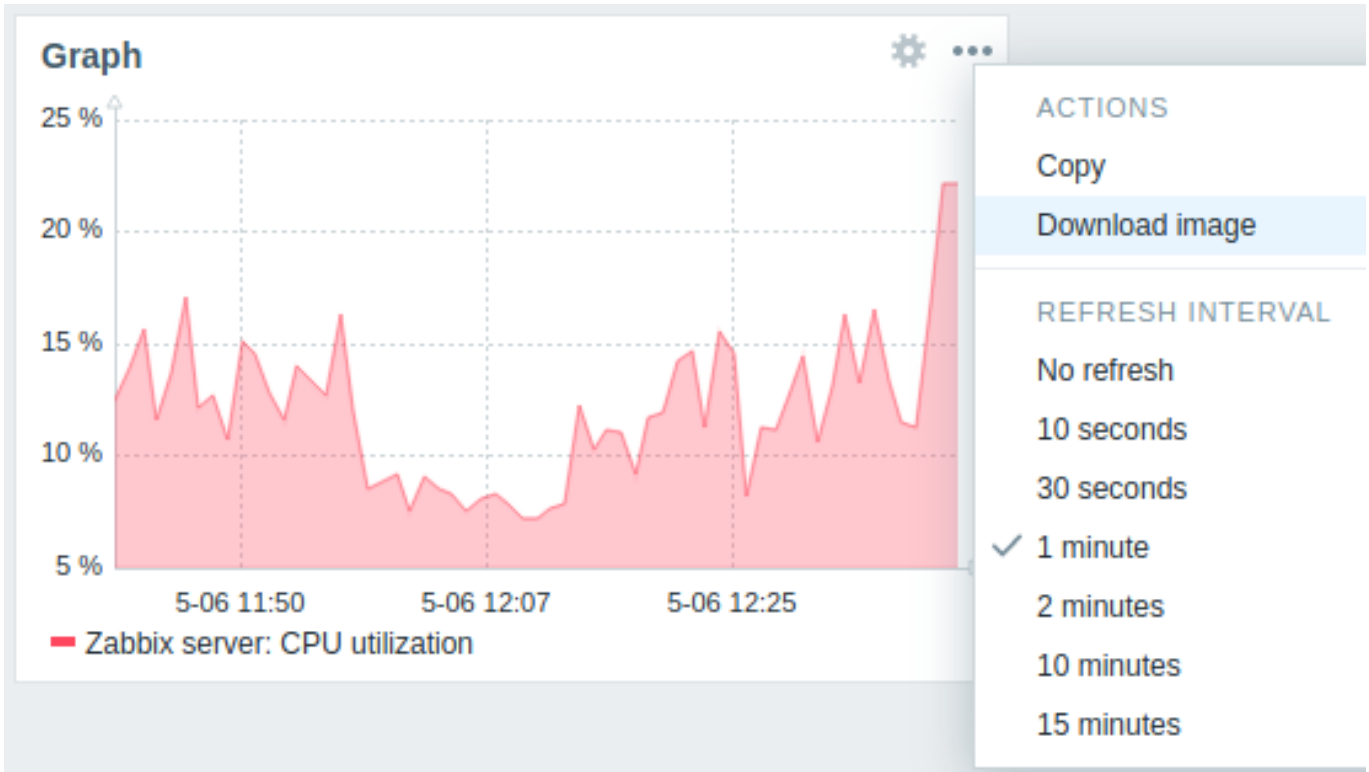 Graph
25 %
20 %
15 %
10 %
5 %
5-06 11:50 5-06 12:07 5-06 12:25
Zabbix server: CPU utilization
ACTIONS
Copy
Download image
REFRESH INTERVAL
No refresh
10 seconds
30 seconds
1 minute
2 minutes
10 minutes
15 minutes